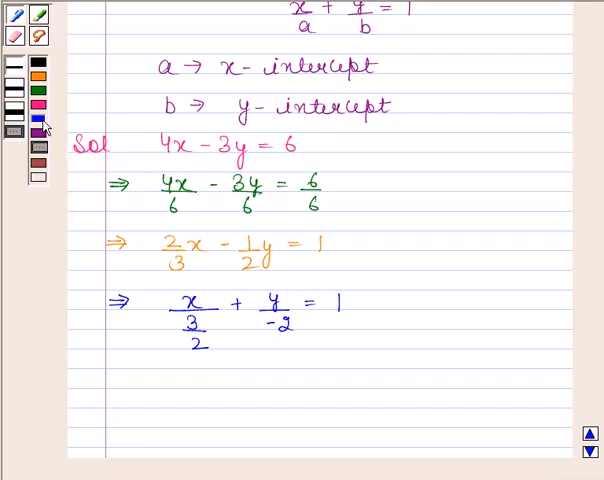 x/a + y/b = 1
a → x - intercept
b → y - intercept
Sol 4x - 3y = 6
⇒ 4x/6 - 3y/6 = 6/6
⇒ 2/3 x - 1/2 y = 1
⇒ x/(3/2) + y/-2 = 1